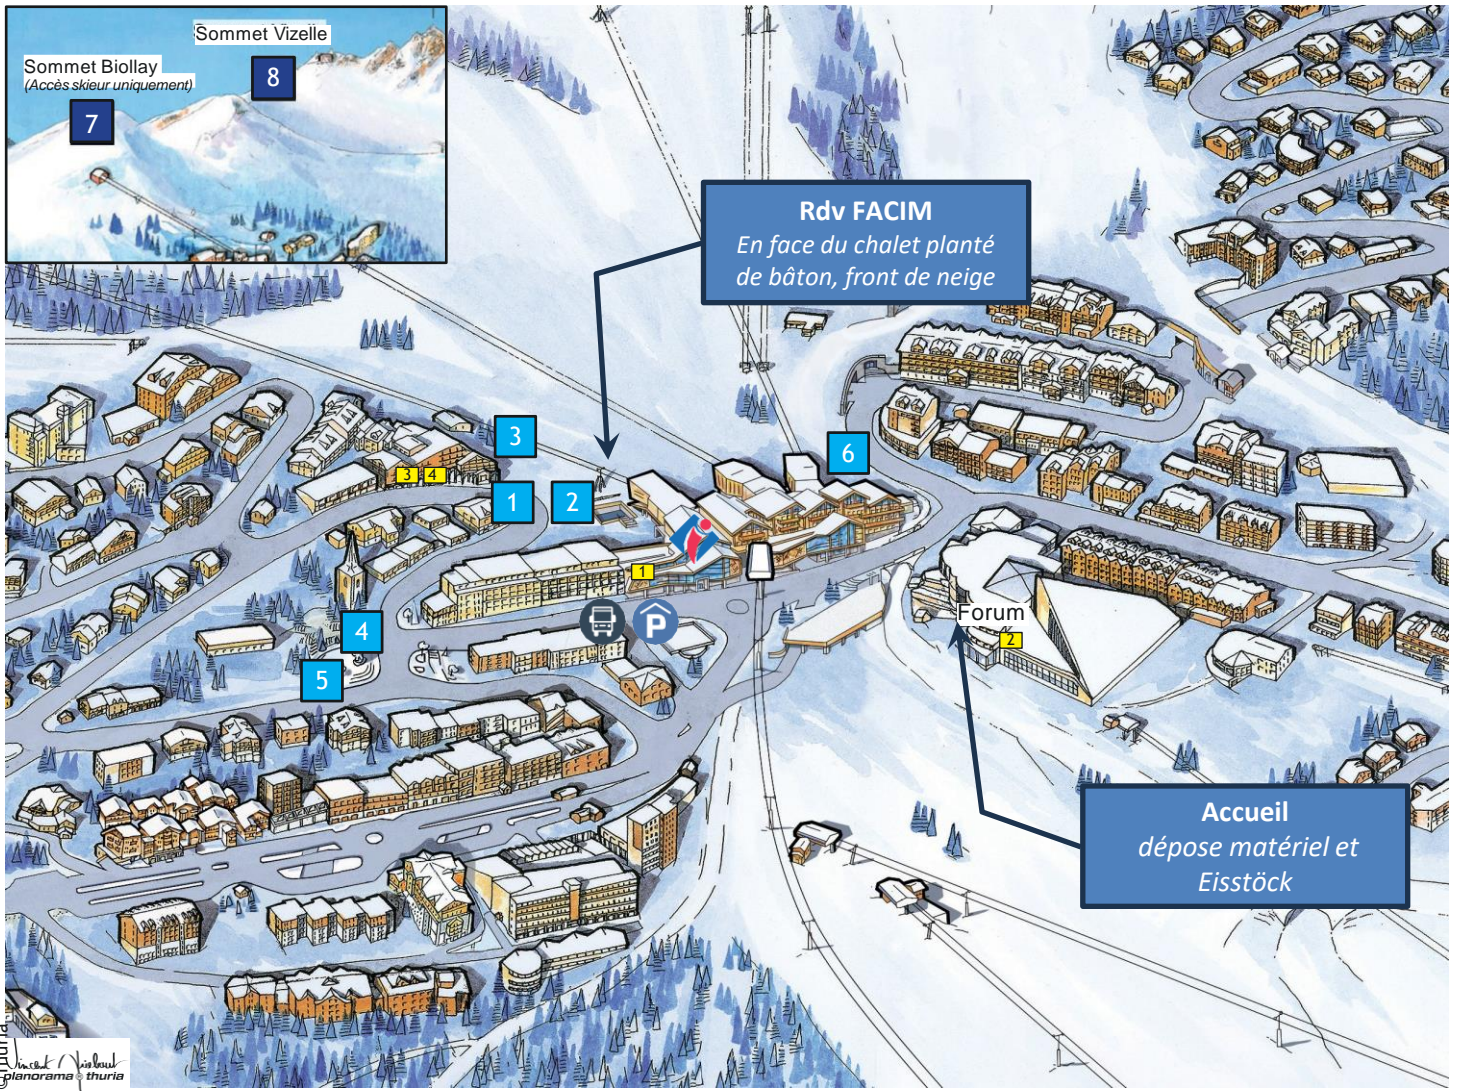 Sommet Vizelle
Sommet Biollay
(Accès skieur uniquement)
8
7
Rdv FACIM
En face du chalet planté
de bâton, front de neige
3
6
3
4
1
2
1
P
Forum
2
4
5
Accueil
dépose matériel et
Eisstöck
planorama © thuria